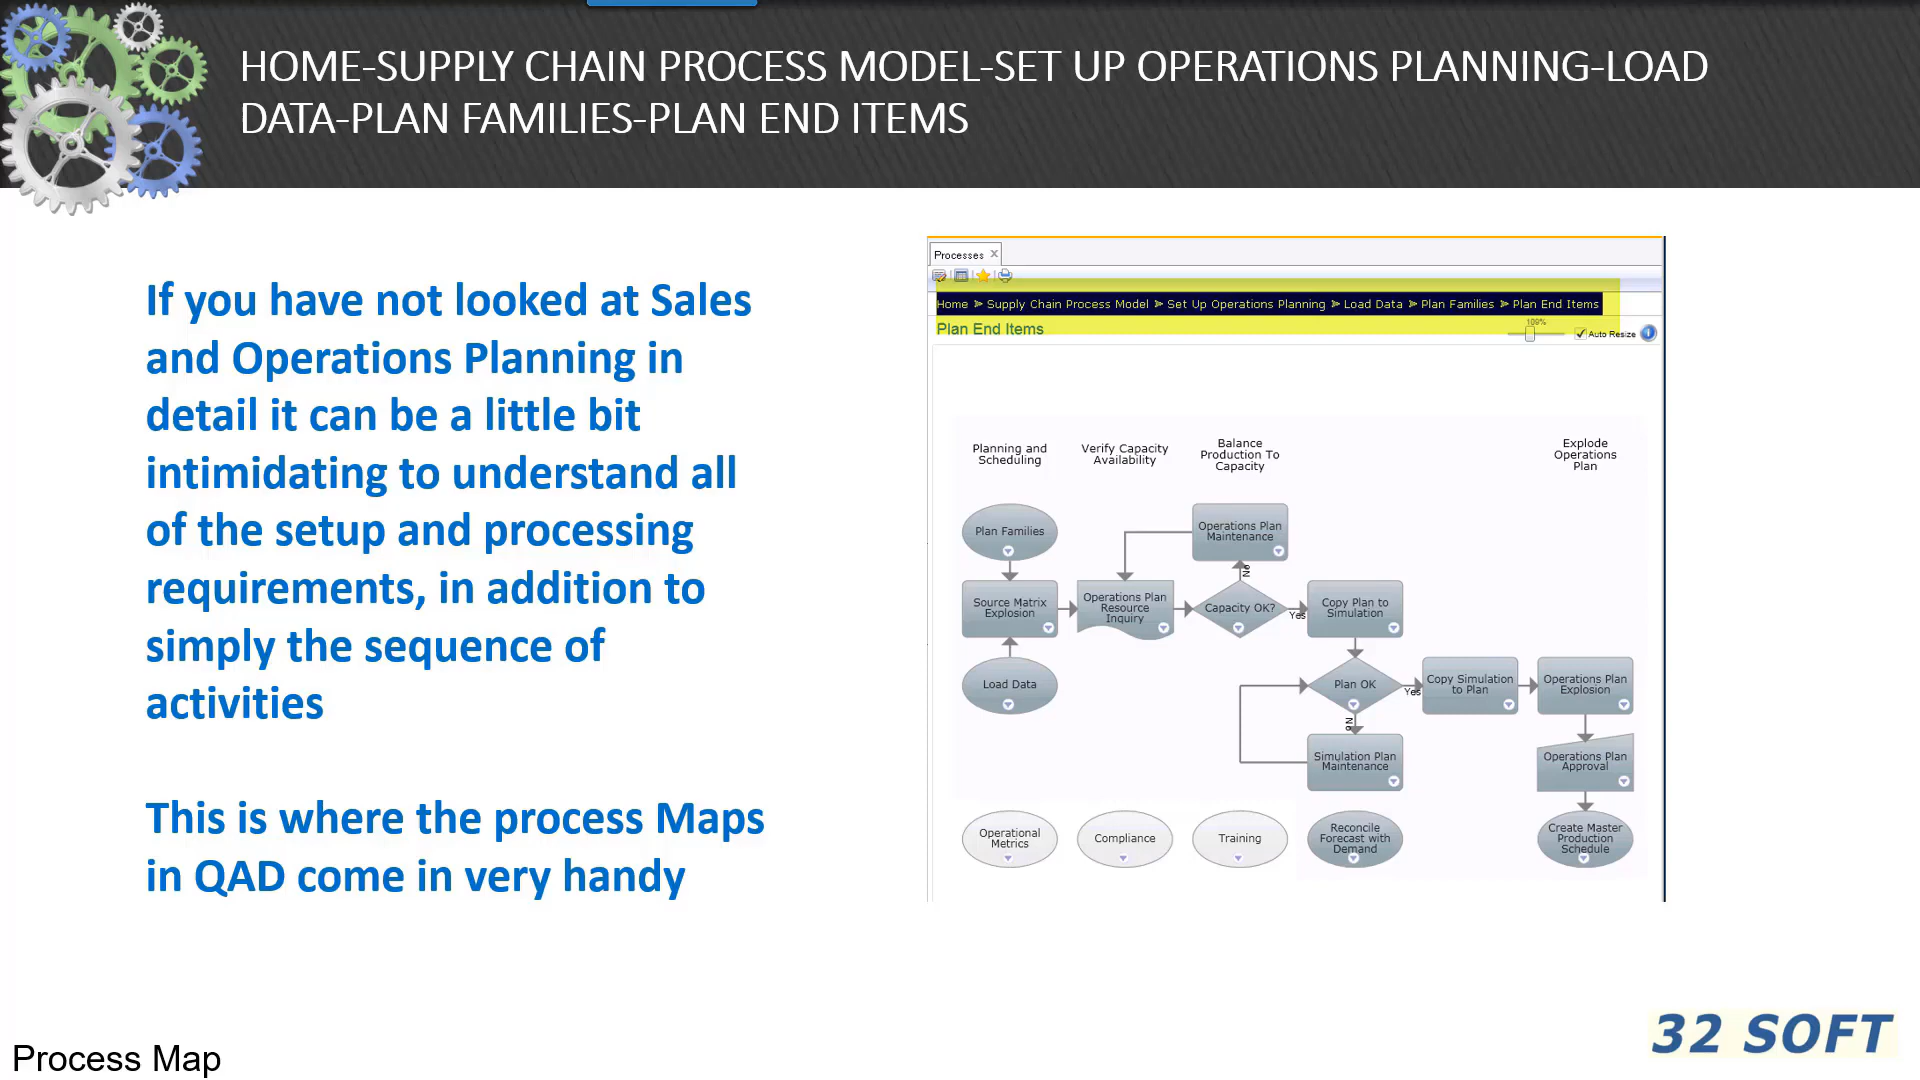 HOME-SUPPLY CHAIN PROCESS MODEL-SET UP OPERATIONS PLANNING-LOAD
DATA-PLAN FAMILIES-PLAN END ITEMS
If you have not looked at Sales
and Operations Planning in
detail it can be a little bit
intimidating to understand all
of the setup and processing
requirements, in addition to
simply the sequence of
activities
This is where the process Maps
in QAD come in very handy
Processes
Home
Supply Chain Process Model
Set Up Operations Planning
Load Data
Plan Families
Plan End Items
Plan End Items
100%
Auto Resize
Planning and
Scheduling
Verify Capacity
Availability
Balance
Production To
Capacity
Explode
Operations
Plan
Plan Families
Operations Plan
Maintenance
No
Source Matrix
Explosion
Operations Plan
Resource
Inquiry
Capacity OK?
Yes
Copy Plan to
Simulation
Load Data
Plan OK
Yes
Copy Simulation
to Plan
Operations Plan
Explosion
No
Simulation Plan
Maintenance
Operations Plan
Approval
Operational
Metrics
Compliance
Training
Reconcile
Forecast with
Demand
Create Master
Production
Schedule
32 SOFT
Process Map